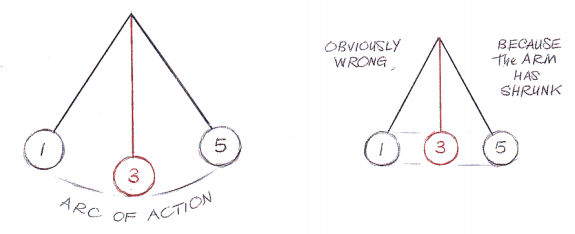 1
3
5
ARC OF ACTION
OBVIOUSLY
WRONG,
1
3
5
BECAUSE
the ARM
HAS
SHRUNK